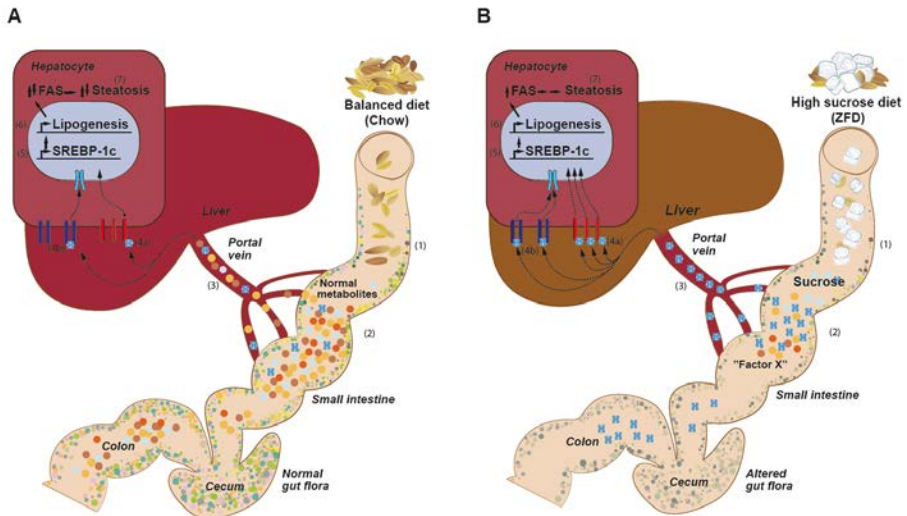 A
Hepatocyte
(7)
FAS
Steatosis
(6)
Lipogenesis
(5)
SREBP-1c
(4b)
(4a)
Liver
Portal
vein
(3)
Balanced diet
(Chow)
(1)
Normal
metabolites
(2)
Small intestine
Colon
Cecum
Normal
gut flora
B
Hepatocyte
(7)
FAS
Steatosis
(6)
Lipogenesis
(5)
SREBP-1c
(4b)
(4a)
Liver
Portal
vein
(3)
High sucrose diet
(ZFD)
(1)
Sucrose
(2)
"Factor X"
Small intestine
Colon
Cecum
Altered
gut flora